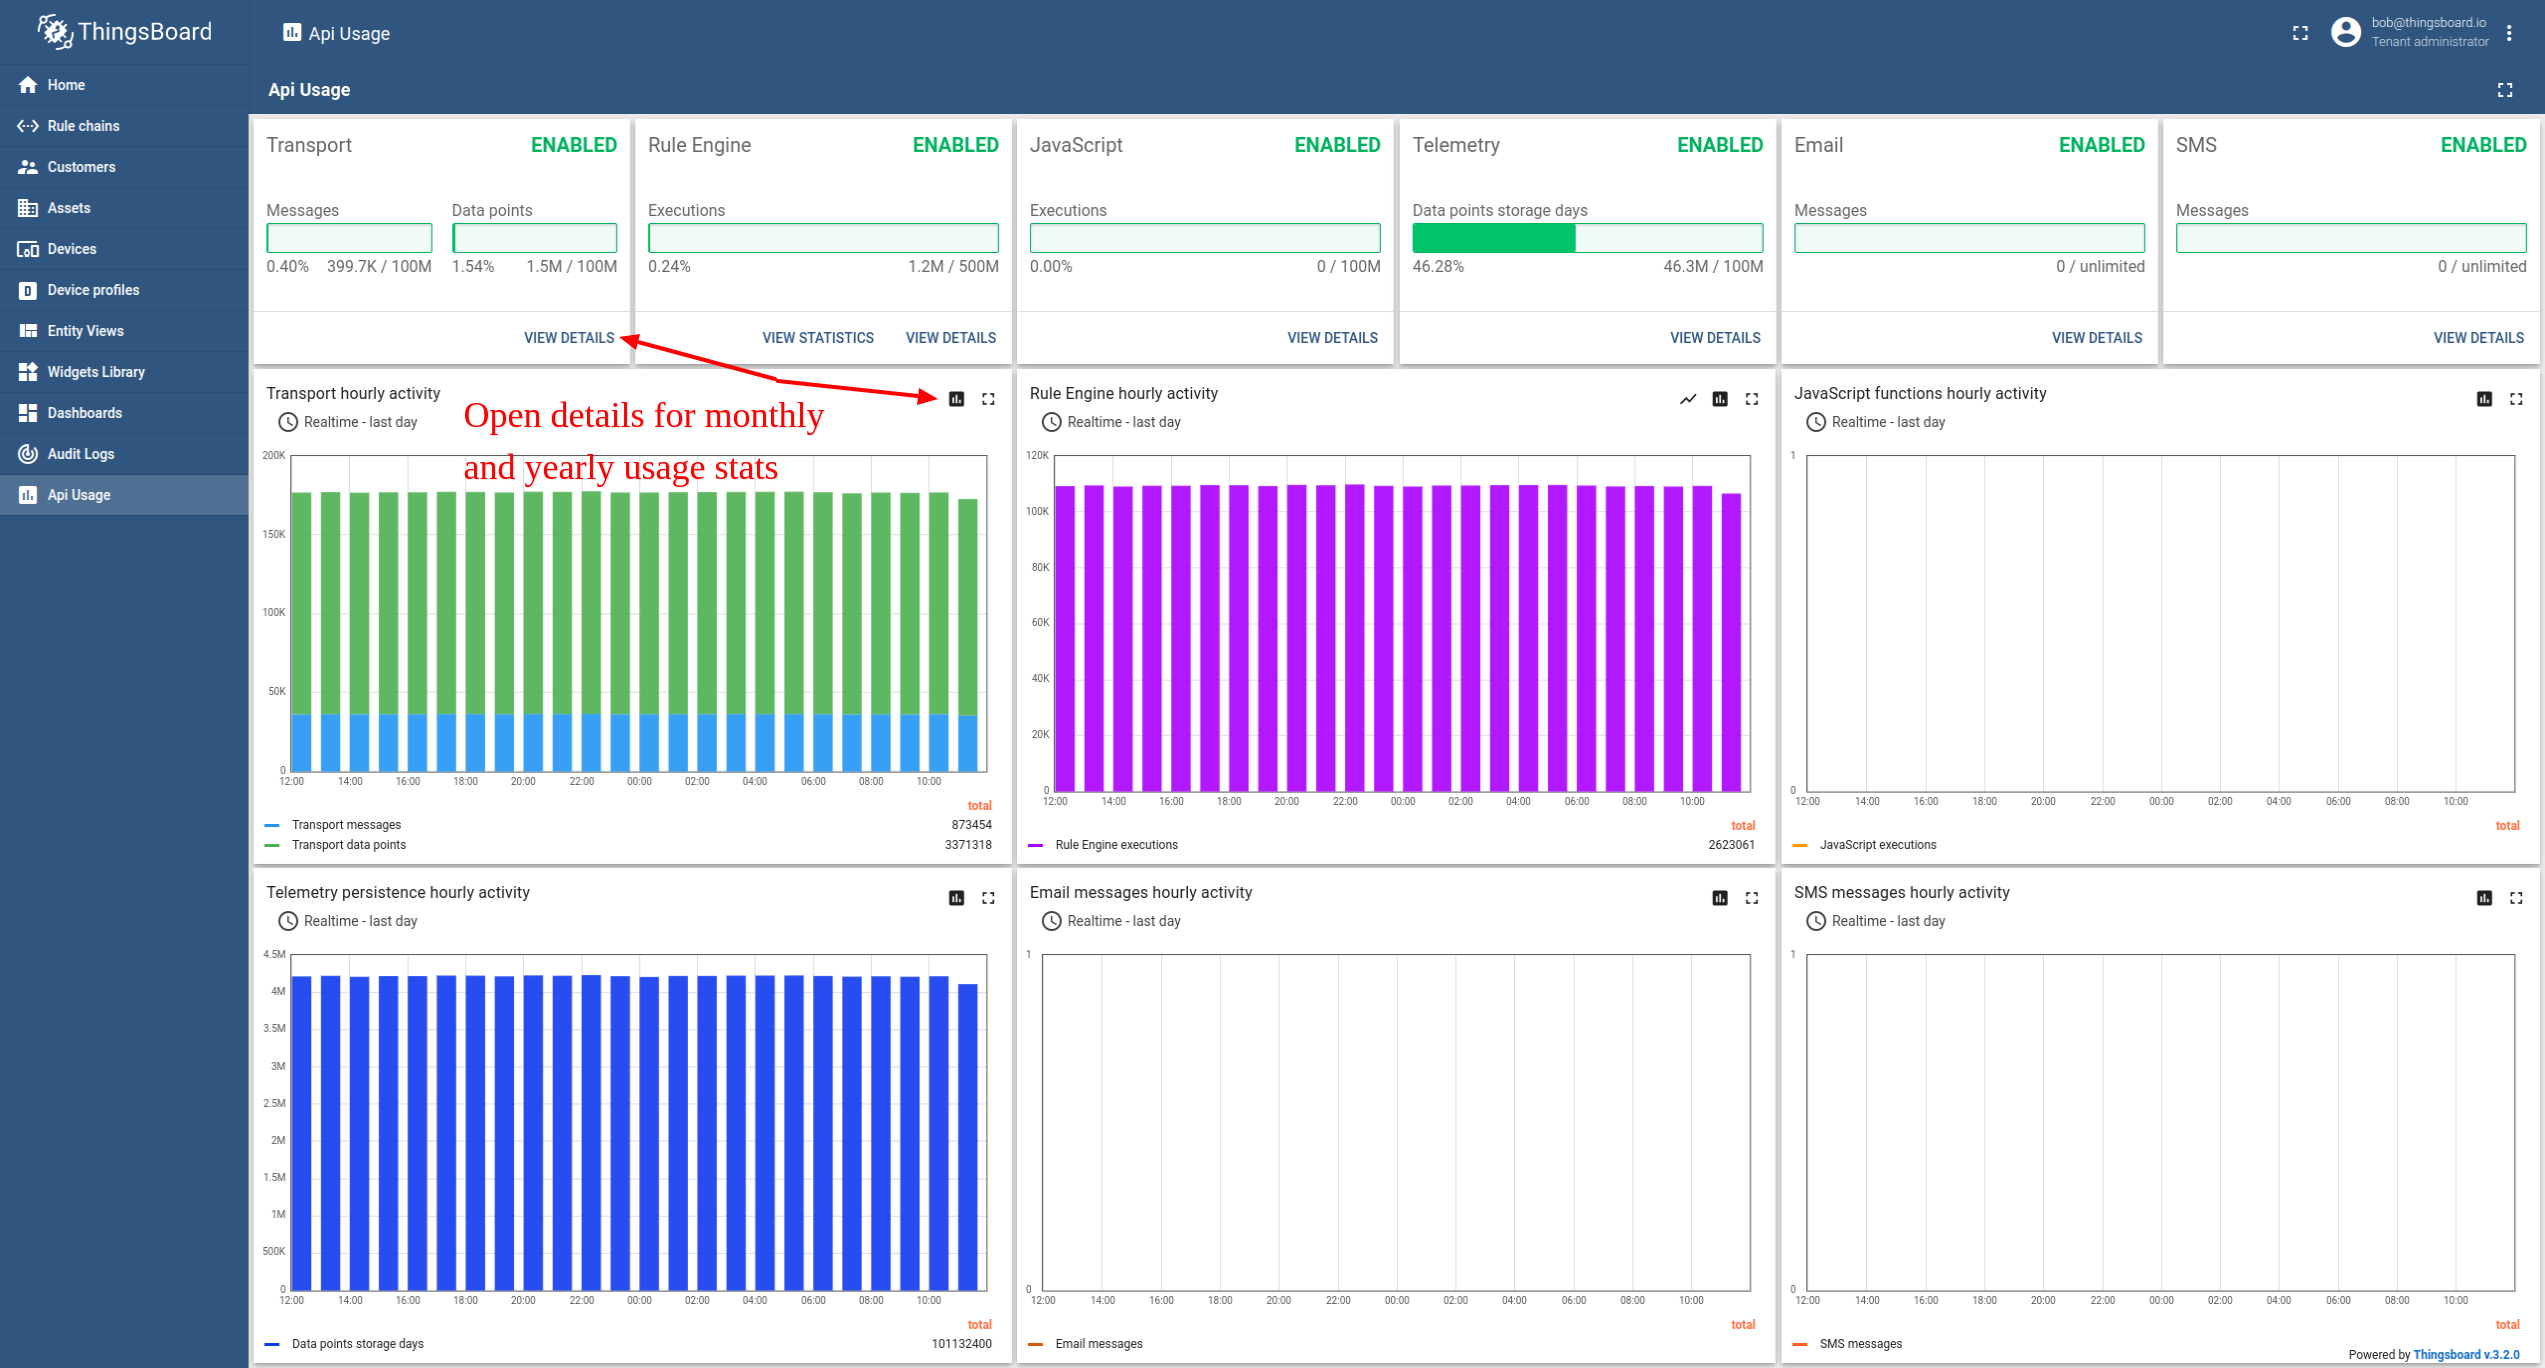 ThingsBoard
Api Usage
bob@thingsboard.io
Tenant administrator
Home
Rule chains
Customers
Assets
Devices
Device profiles
Entity Views
Widgets Library
Dashboards
Audit Logs
Api Usage
Api Usage
Transport ENABLED
Messages Data points
0.40% 399.7K / 100M 1.54% 1.5M / 100M
VIEW DETAILS
Rule Engine ENABLED
Executions
0.24% 1.2M / 500M
VIEW STATISTICS VIEW DETAILS
JavaScript ENABLED
Executions
0.00% 0 / 100M
VIEW DETAILS
Telemetry ENABLED
Data points storage days
46.28% 46.3M / 100M
VIEW DETAILS
Email ENABLED
Messages
0 / unlimited
VIEW DETAILS
SMS ENABLED
Messages
0 / unlimited
VIEW DETAILS
Transport hourly activity
Realtime - last day
Open details for monthly
and yearly usage stats
200K
150K
100K
50K
0
12:00 14:00 16:00 18:00 20:00 22:00 00:00 02:00 04:00 06:00 08:00 10:00
total
Transport messages 873454
Transport data points 3371318
Rule Engine hourly activity
Realtime - last day
120K
100K
80K
60K
40K
20K
0
12:00 14:00 16:00 18:00 20:00 22:00 00:00 02:00 04:00 06:00 08:00 10:00
total
Rule Engine executions 2623061
JavaScript functions hourly activity
Realtime - last day
1
0
12:00 14:00 16:00 18:00 20:00 22:00 00:00 02:00 04:00 06:00 08:00 10:00
total
JavaScript executions
Telemetry persistence hourly activity
Realtime - last day
4.5M
4M
3.5M
3M
2.5M
2M
1.5M
1M
500K
0
12:00 14:00 16:00 18:00 20:00 22:00 00:00 02:00 04:00 06:00 08:00 10:00
total
Data points storage days 101132400
Email messages hourly activity
Realtime - last day
1
0
12:00 14:00 16:00 18:00 20:00 22:00 00:00 02:00 04:00 06:00 08:00 10:00
total
Email messages
SMS messages hourly activity
Realtime - last day
1
0
12:00 14:00 16:00 18:00 20:00 22:00 00:00 02:00 04:00 06:00 08:00 10:00
total
SMS messages
Powered by Thingsboard v.3.2.0